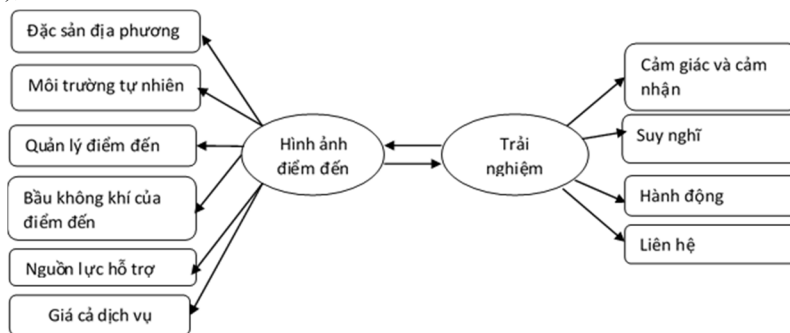 Đặc sản địa phương
Môi trường tự nhiên
Quản lý điểm đến
Bầu không khí của
điểm đến
Nguồn lực hỗ trợ
Giá cả dịch vụ
Hình ảnh
điểm đến
Trải
nghiệm
Cảm giác và cảm
nhận
Suy nghĩ
Hành động
Liên hệ